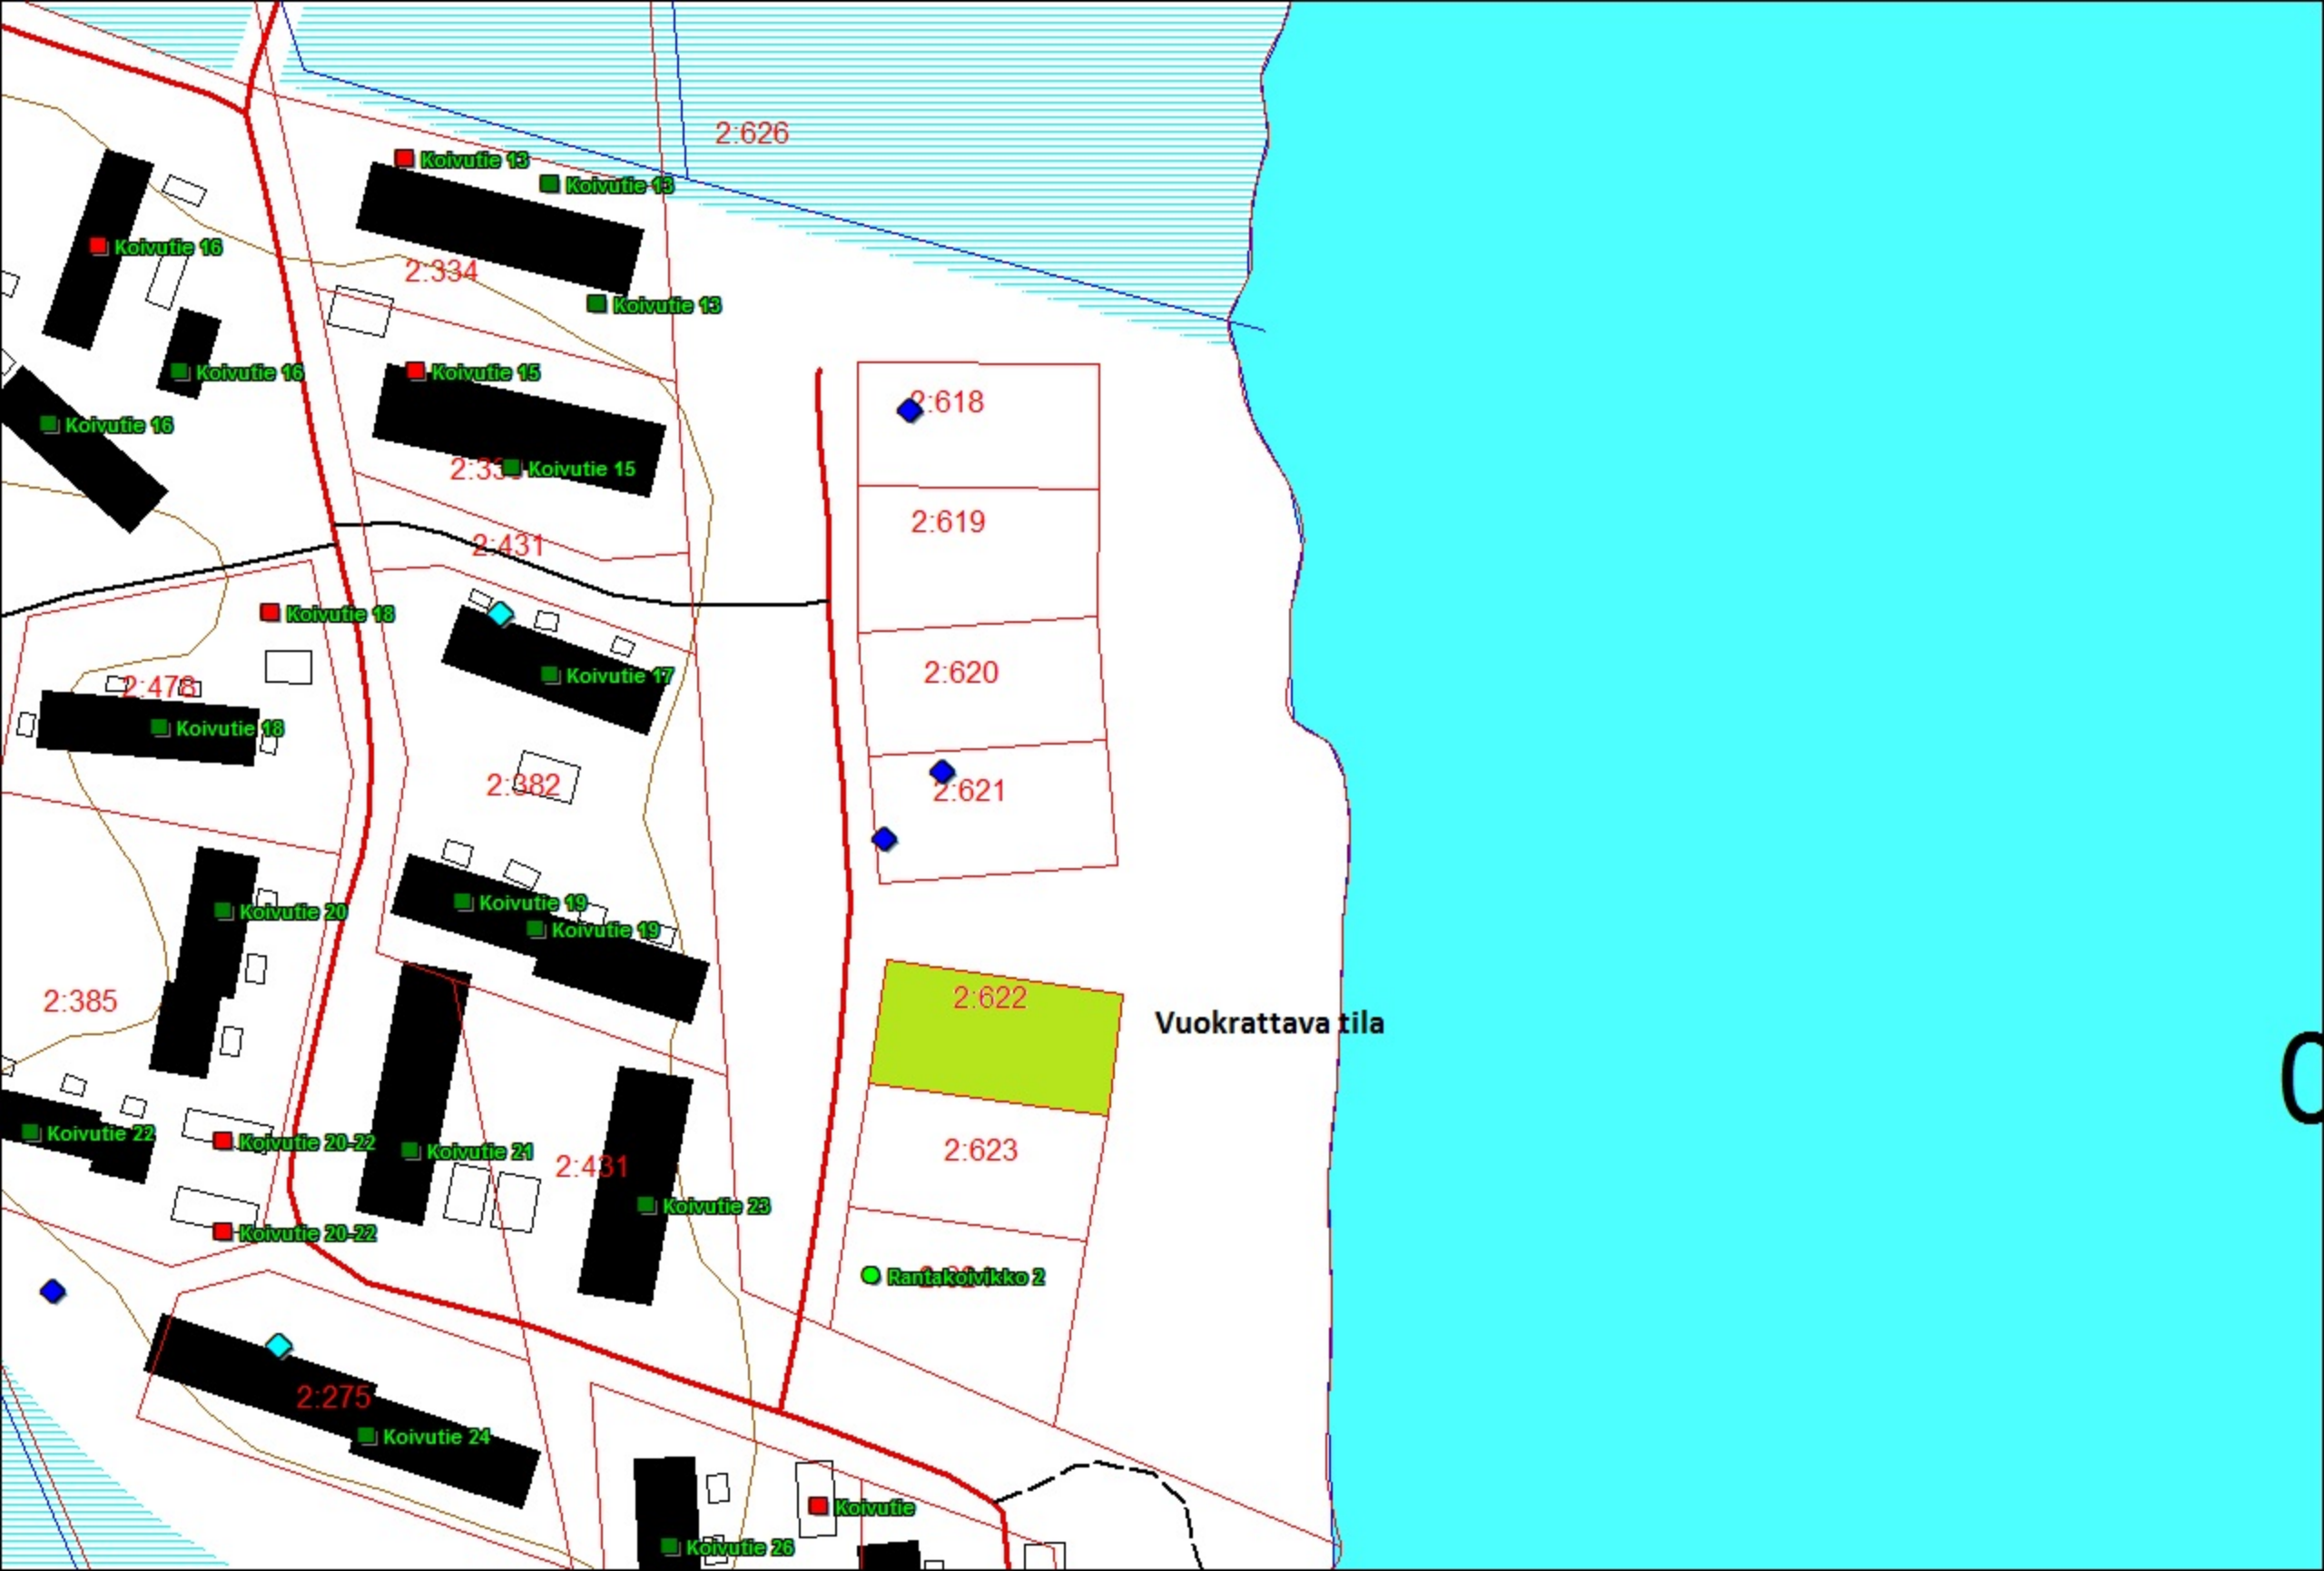 2:626
Koivutie 13
Koivutie 13
Koivutie 16
2:334
Koivutie 13
Koivutie 16
Koivutie 15
2:618
Koivutie 16
Koivutie 15
2:619
2:431
Koivutie 18
2:620
Koivutie 17
2:478
Koivutie 18
2:382
2:621
Koivutie 19
Koivutie 20
Koivutie 19
2:385
2:622
Vuokrattava tila
0
Koivutie 22
Koivutie 20-22
Koivutie 21
2:623
2:431
Koivutie 23
Koivutie 20-22
Rantakoivikko 2
2:275
Koivutie 24
Koivutie
Koivutie 26